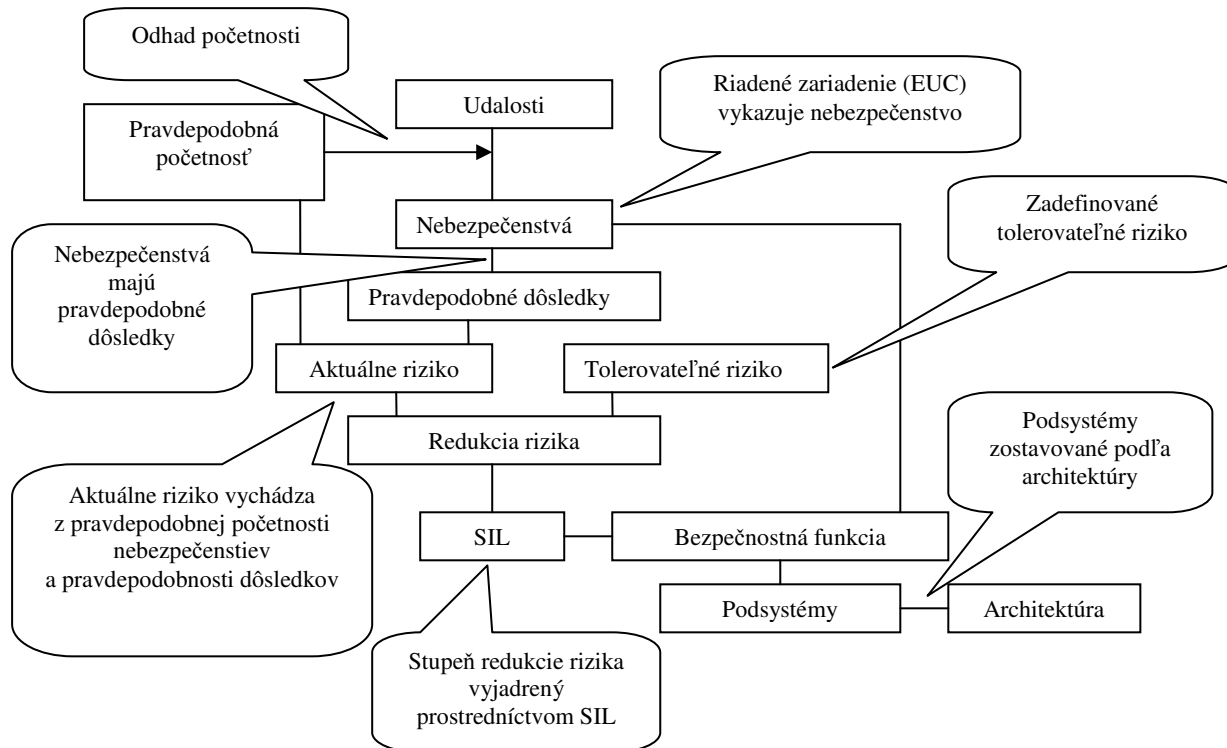 Odhad početnosti
Udalosti
Riadené zariadenie (EUC)
vykazuje nebezpečenstvo
Pravdepodobná
početnosť
Zadefinované
tolerovateľné riziko
Nebezpečenstvá
Nebezpečenstvá
majú
pravdepodobné
dôsledky
Pravdepodobné dôsledky
Aktuálne riziko
Tolerovateľné riziko
Redukcia rizika
Podsystémy
zostavované podľa
architektúry
Aktuálne riziko vychádza
z pravdepodobnej početnosti
nebezpečenstiev
a pravdepodobnosti dôsledkov
SIL
Bezpečnostná funkcia
Podsystémy
Architektúra
Stupeň redukcie rizika
vyjadrený
prostredníctvom SIL